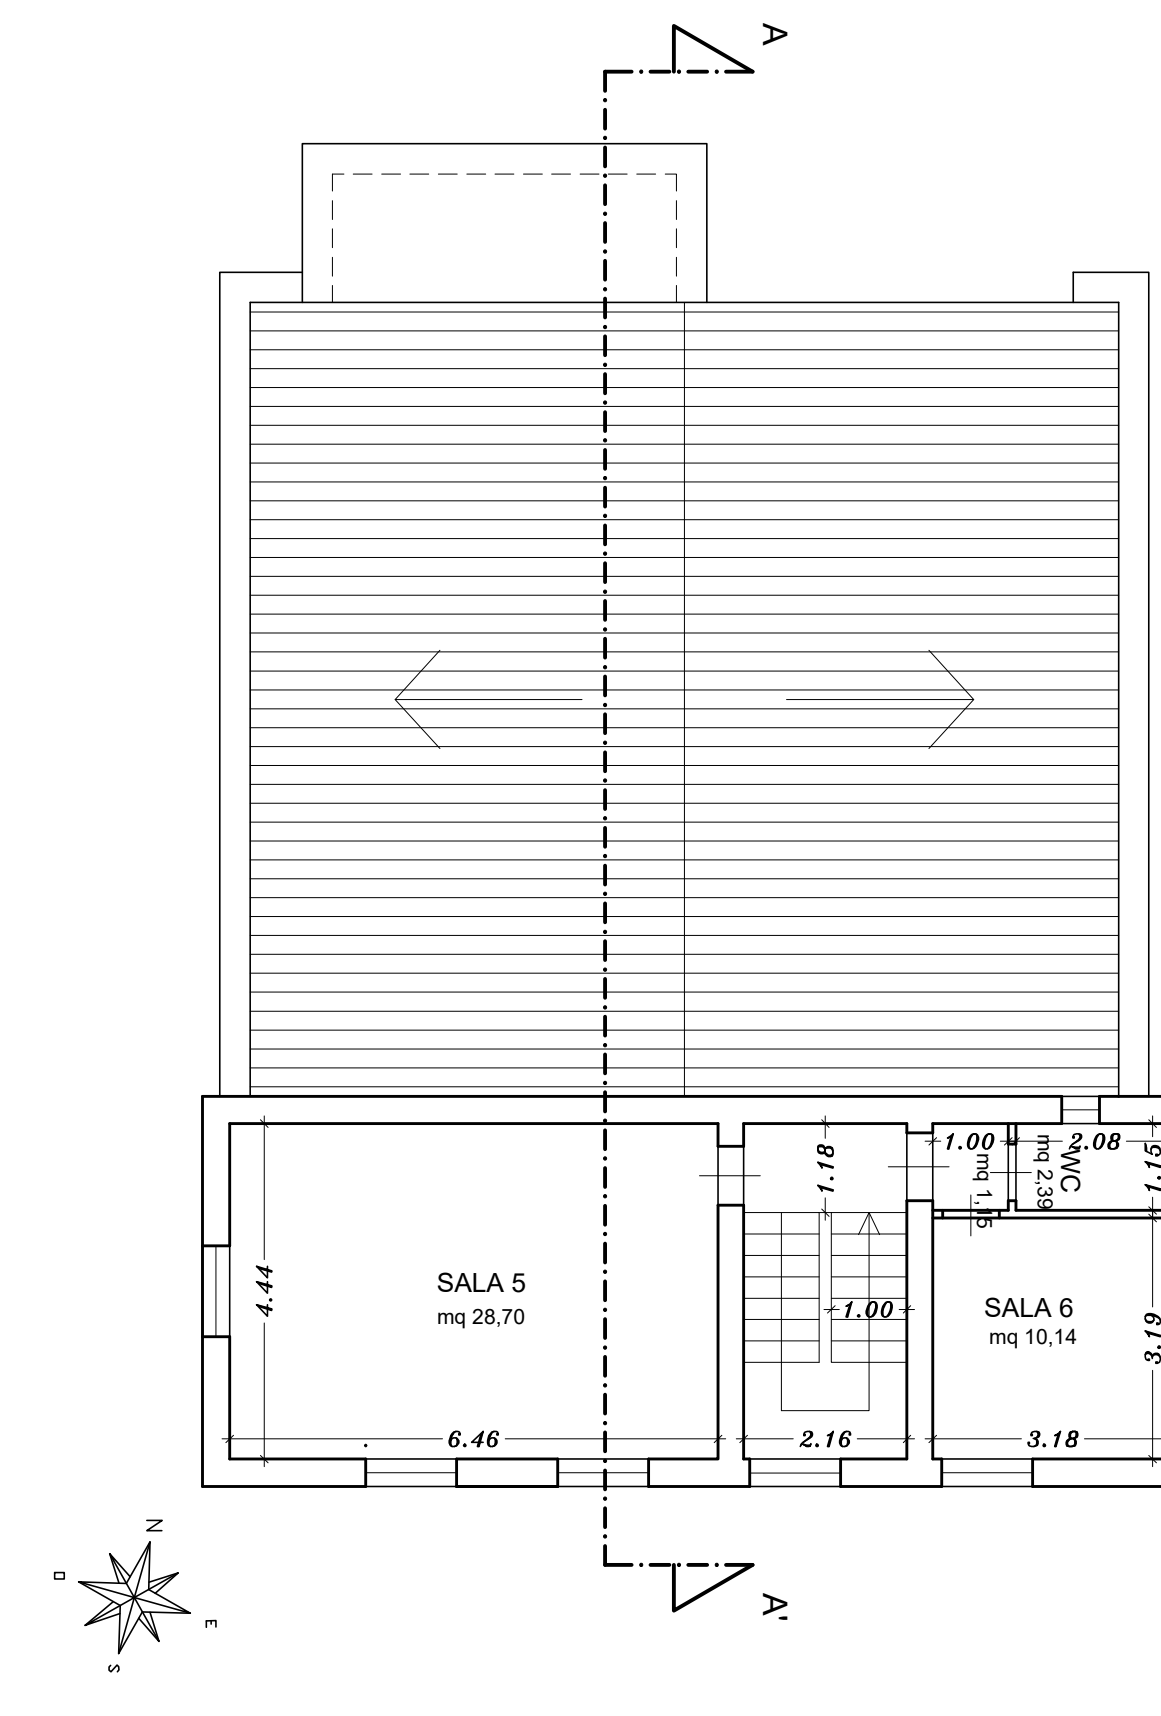 A
1.00
2.08
1.18
mq 1,15
mq 2,39
WC
1.15
4.44
SALA 5
mq 28,70
1.00
SALA 6
mq 10,14
3.19
6.46
2.16
3.18
N
O
E
S
A'